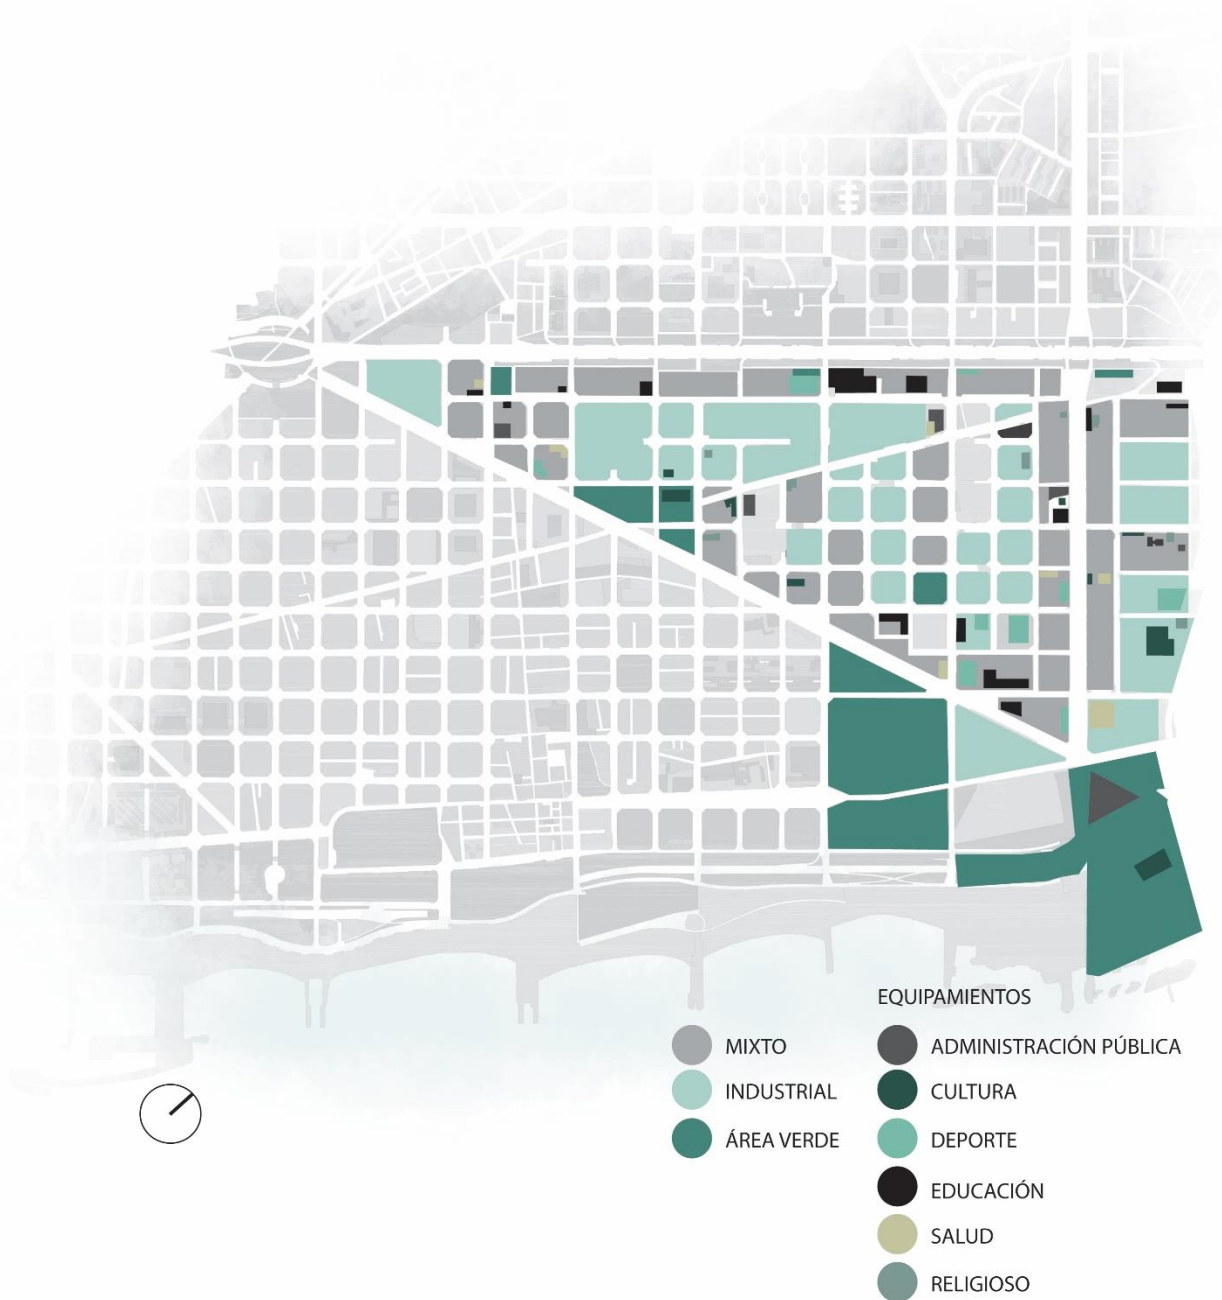 EQUIPAMIENTOS
MIXTO
INDUSTRIAL
ÁREA VERDE
ADMINISTRACIÓN PÚBLICA
CULTURA
DEPORTE
EDUCACIÓN
SALUD
RELIGIOSO